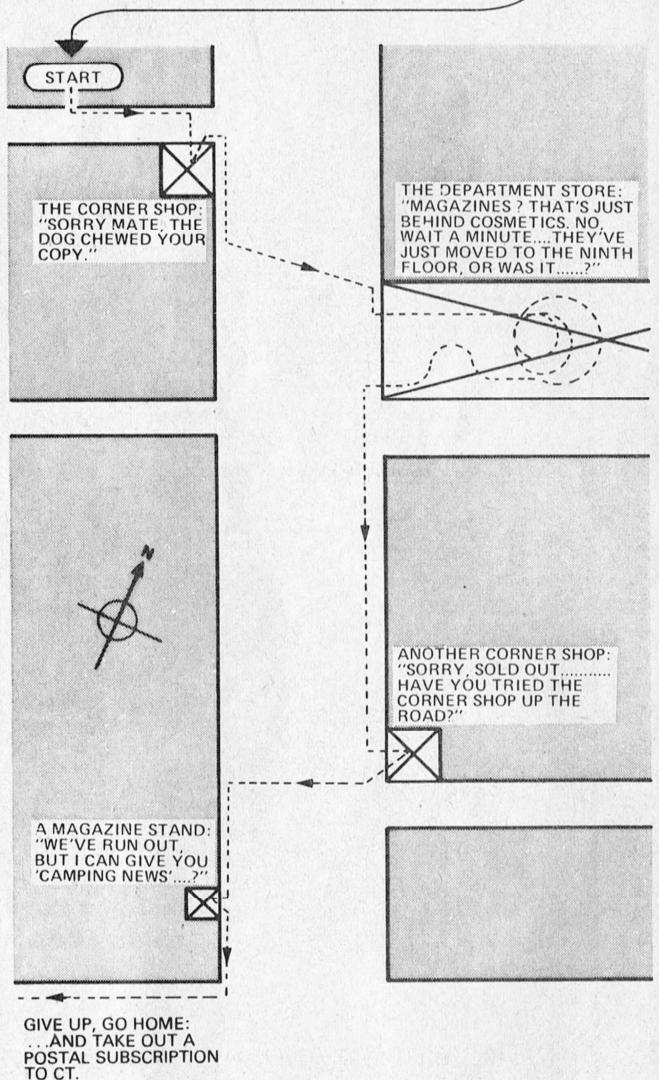 START
THE CORNER SHOP:
"SORRY MATE, THE
DOG CHEWED YOUR
COPY."
THE DEPARTMENT STORE:
"MAGAZINES ? THAT'S JUST
BEHIND COSMETICS. NO,
WAIT A MINUTE....THEY'VE
JUST MOVED TO THE NINTH
FLOOR, OR WAS IT......?"
N
ANOTHER CORNER SHOP:
"SORRY, SOLD OUT...........
HAVE YOU TRIED THE
CORNER SHOP UP THE
ROAD?"
A MAGAZINE STAND:
"WE'VE RUN OUT,
BUT I CAN GIVE YOU
'CAMPING NEWS'....?"
GIVE UP, GO HOME:
...AND TAKE OUT A
POSTAL SUBSCRIPTION
TO CT.